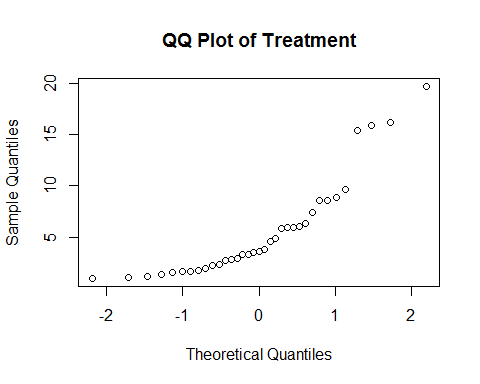 QQ Plot of Treatment
Sample Quantiles
20
15
10
5
-2 -1 0 1 2
Theoretical Quantiles